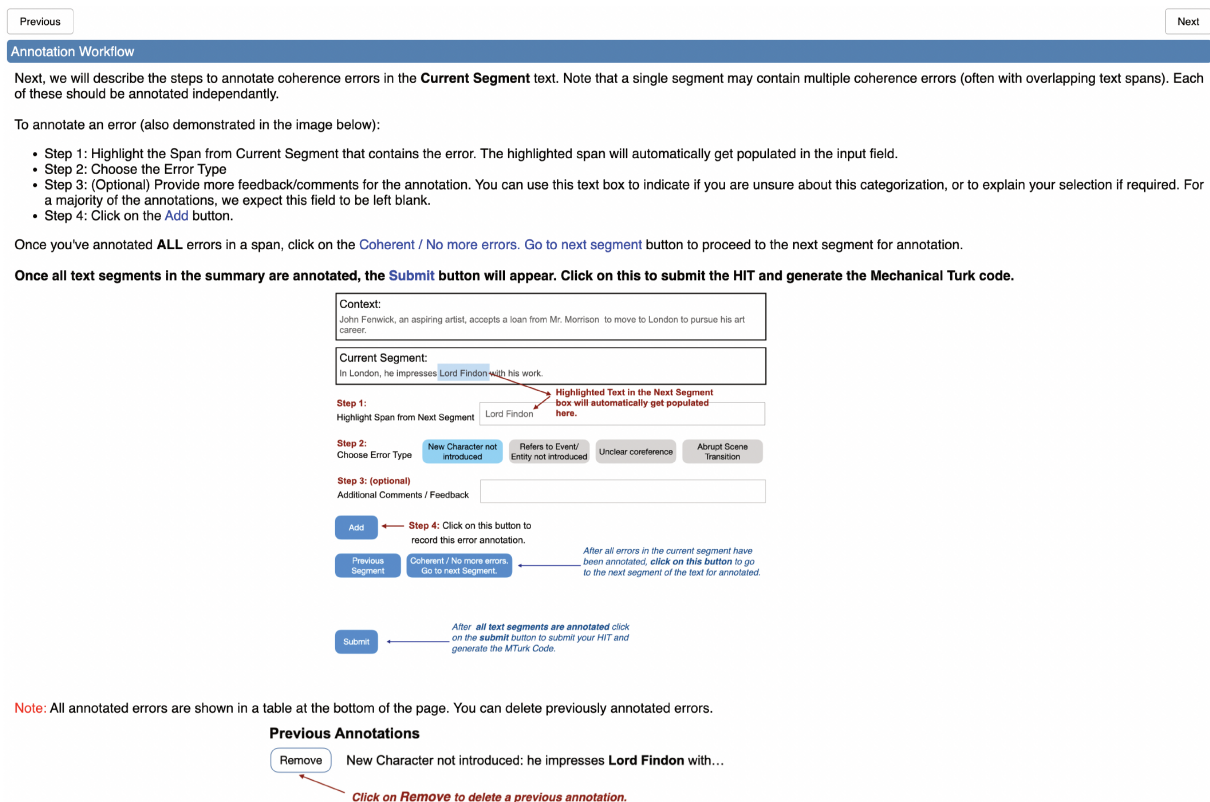 Previous
Next
Annotation Workflow
Next, we will describe the steps to annotate coherence errors in the Current Segment text. Note that a single segment may contain multiple coherence errors (often with overlapping text spans). Each
of these should be annotated independantly.
To annotate an error (also demonstrated in the image below):
• Step 1: Highlight the Span from Current Segment that contains the error. The highlighted span will automatically get populated in the input field.
• Step 2: Choose the Error Type
• Step 3: (Optional) Provide more feedback/comments for the annotation. You can use this text box to indicate if you are unsure about this categorization, or to explain your selection if required. For
a majority of the annotations, we expect this field to be left blank.
• Step 4: Click on the Add button.
Once you've annotated ALL errors in a span, click on the Coherent / No more errors. Go to next segment button to proceed to the next segment for annotation.
Once all text segments in the summary are annotated, the Submit button will appear. Click on this to submit the HIT and generate the Mechanical Turk code.
Context:
John Fenwick, an aspiring artist, accepts a loan from Mr. Morrison to move to London to pursue his art
career.
Current Segment:
In London, he impresses Lord Findon with his work.
Highlighted Text in the Next Segment
box will automatically get populated
here.
Step 1:
Highlight Span from Next Segment
Lord Findon
Step 2:
Choose Error Type
New Character not
introduced
Refers to Event/
Entity not introduced
Unclear coreference
Abrupt Scene
Transition
Step 3: (optional)
Additional Comments / Feedback
Add
Step 4: Click on this button to
record this error annotation.
Previous
Segment
Coherent / No more errors.
Go to next Segment.
After all errors in the current segment have
been annotated, click on this button to go
to the next segment of the text for annotated.
Submit
After all text segments are annotated click
on the submit button to submit your HIT and
generate the MTurk Code.
Note: All annotated errors are shown in a table at the bottom of the page. You can delete previously annotated errors.
Previous Annotations
Remove
New Character not introduced: he impresses Lord Findon with…
Click on Remove to delete a previous annotation.